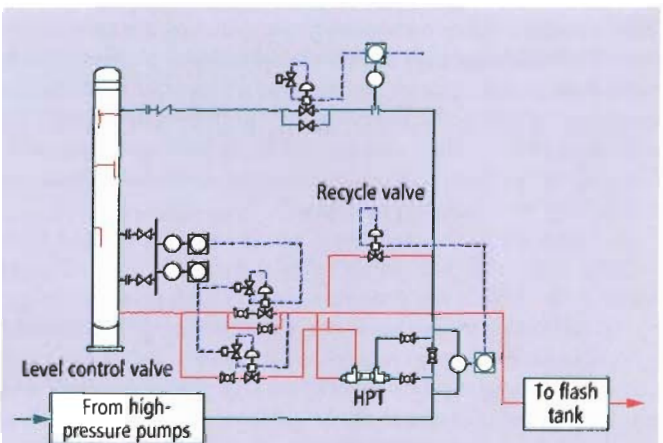 Recycle valve
Level control valve
HPT
From high-
pressure pumps
To flash
tank